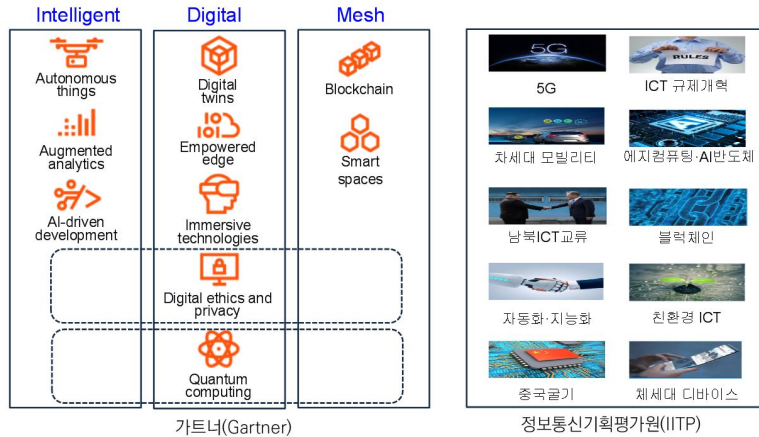 Intelligent
Digital
Mesh
Autonomous
things
Augmented
analytics
AI-driven
development
Digital
twins
Empowered
edge
Immersive
technologies
Digital ethics and
privacy
Quantum
computing
Blockchain
Smart
spaces
가트너(Gartner)
5G
5G
RULES
ICT 규제개혁
차세대 모빌리티
AI
에지컴퓨팅·AI반도체
남북ICT교류
블럭체인
자동화·지능화
친환경 ICT
중국굴기
체세대 디바이스
정보통신기획평가원(IITP)